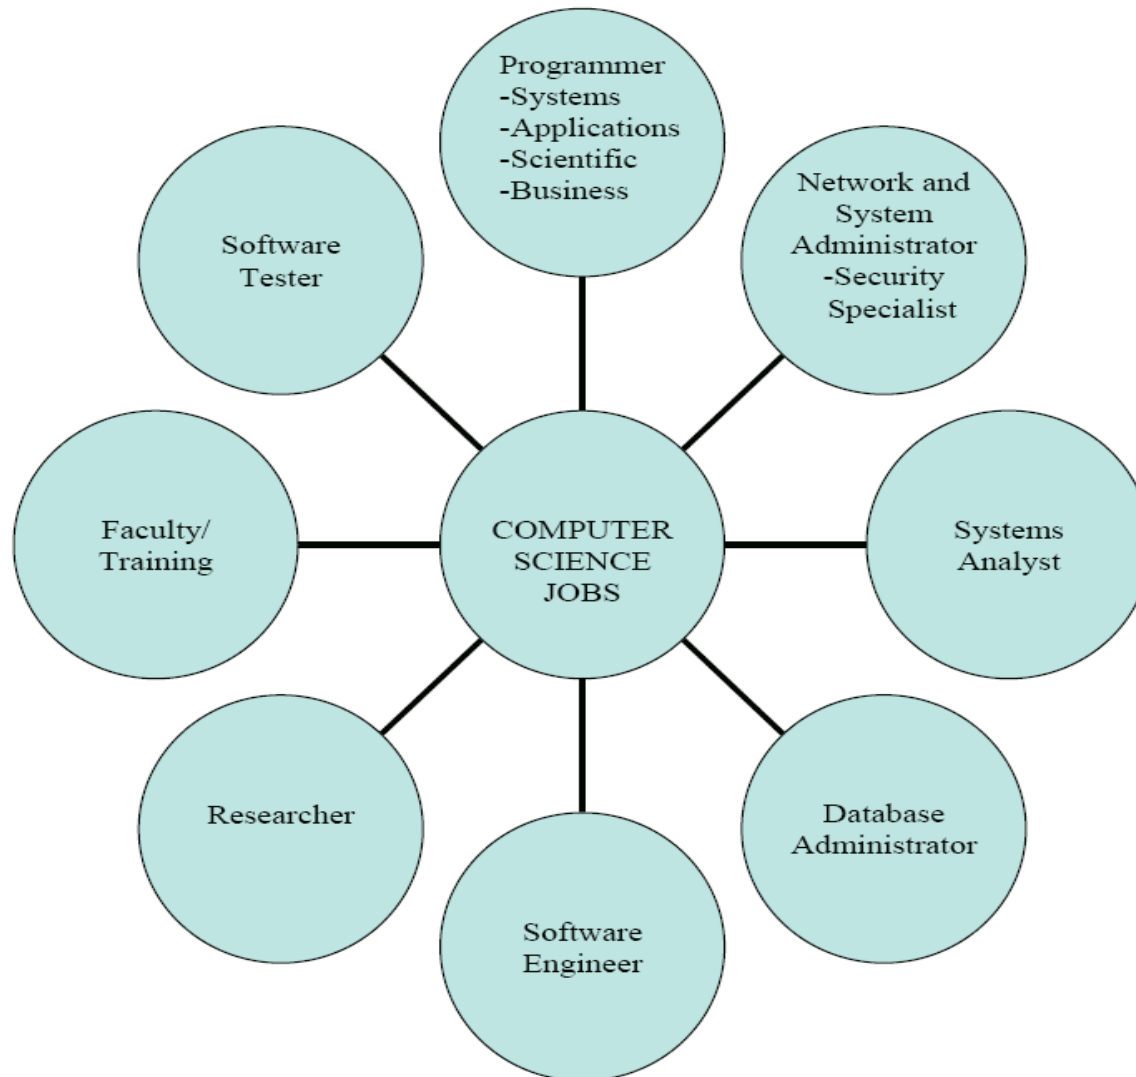 Programmer
-Systems
-Applications
-Scientific
-Business
Network and
System
Administrator
-Security
Specialist
Software
Tester
Faculty/
Training
COMPUTER
SCIENCE
JOBS
Systems
Analyst
Researcher
Database
Administrator
Software
Engineer